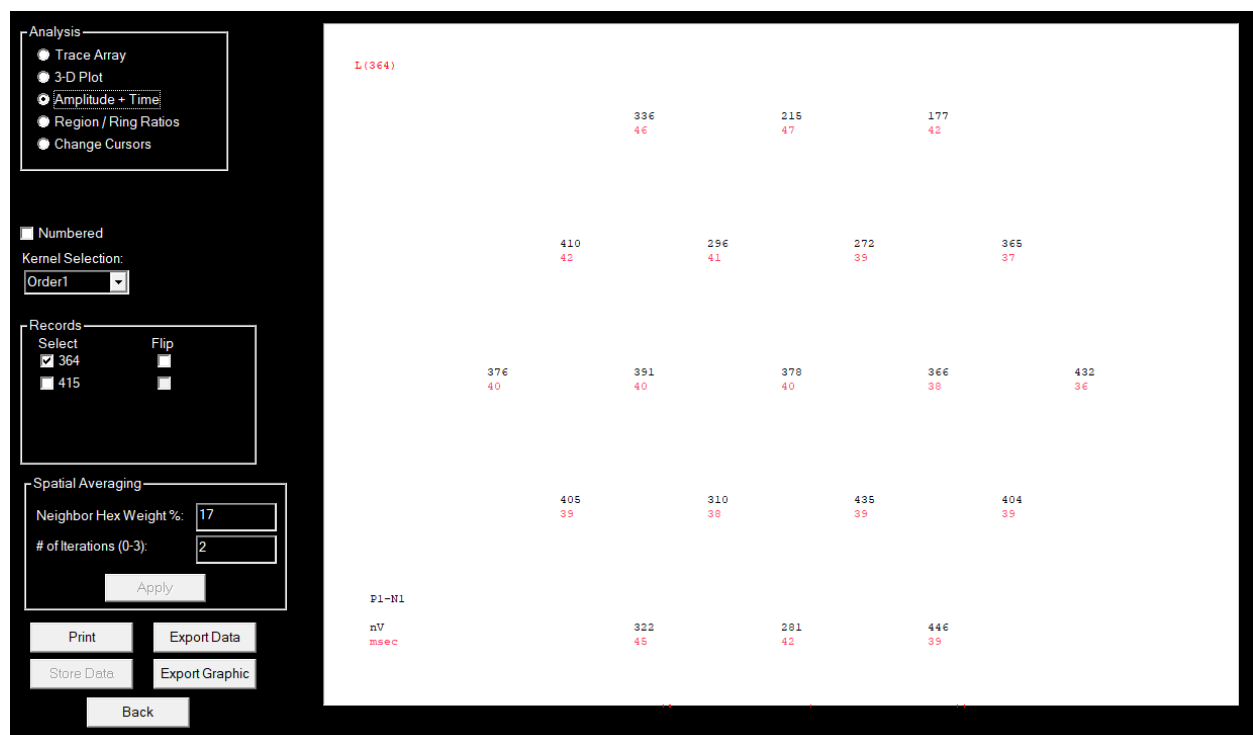 Analysis
Trace Array
3-D Plot
Amplitude + Time
Region / Ring Ratios
Change Cursors
Numbered
Kernel Selection:
Order1
Records
Select Flip
364
415
Spatial Averaging
Neighbor Hex Weight %: 17
# of Iterations (0-3): 2
Apply
Print Export Data
Store Data Export Graphic
Back
L(364)
336 215 177
46 47 42
410 296 272 365
42 41 39 37
376 391 378 366 432
40 40 40 38 36
405 310 435 404
39 38 39 39
P1-N1
nV 322 281 446
msec 45 42 39